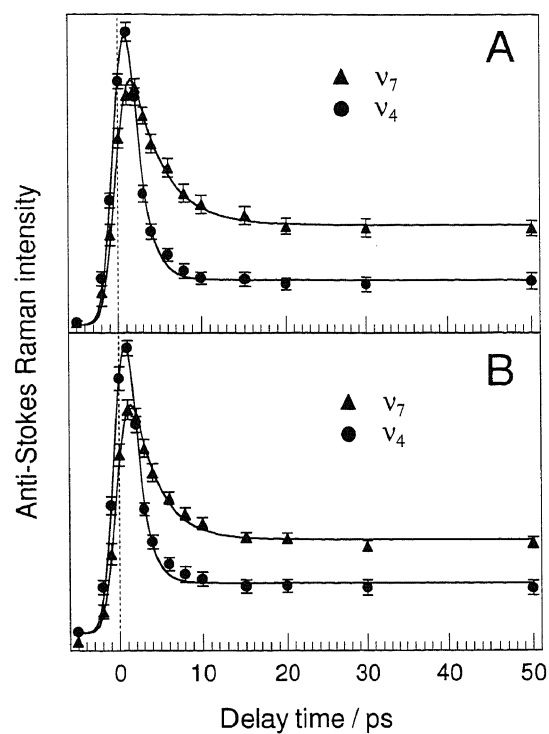 A
ν7
ν4
B
ν7
ν4
Anti-Stokes Raman intensity
0 10 20 30 40 50
Delay time / ps